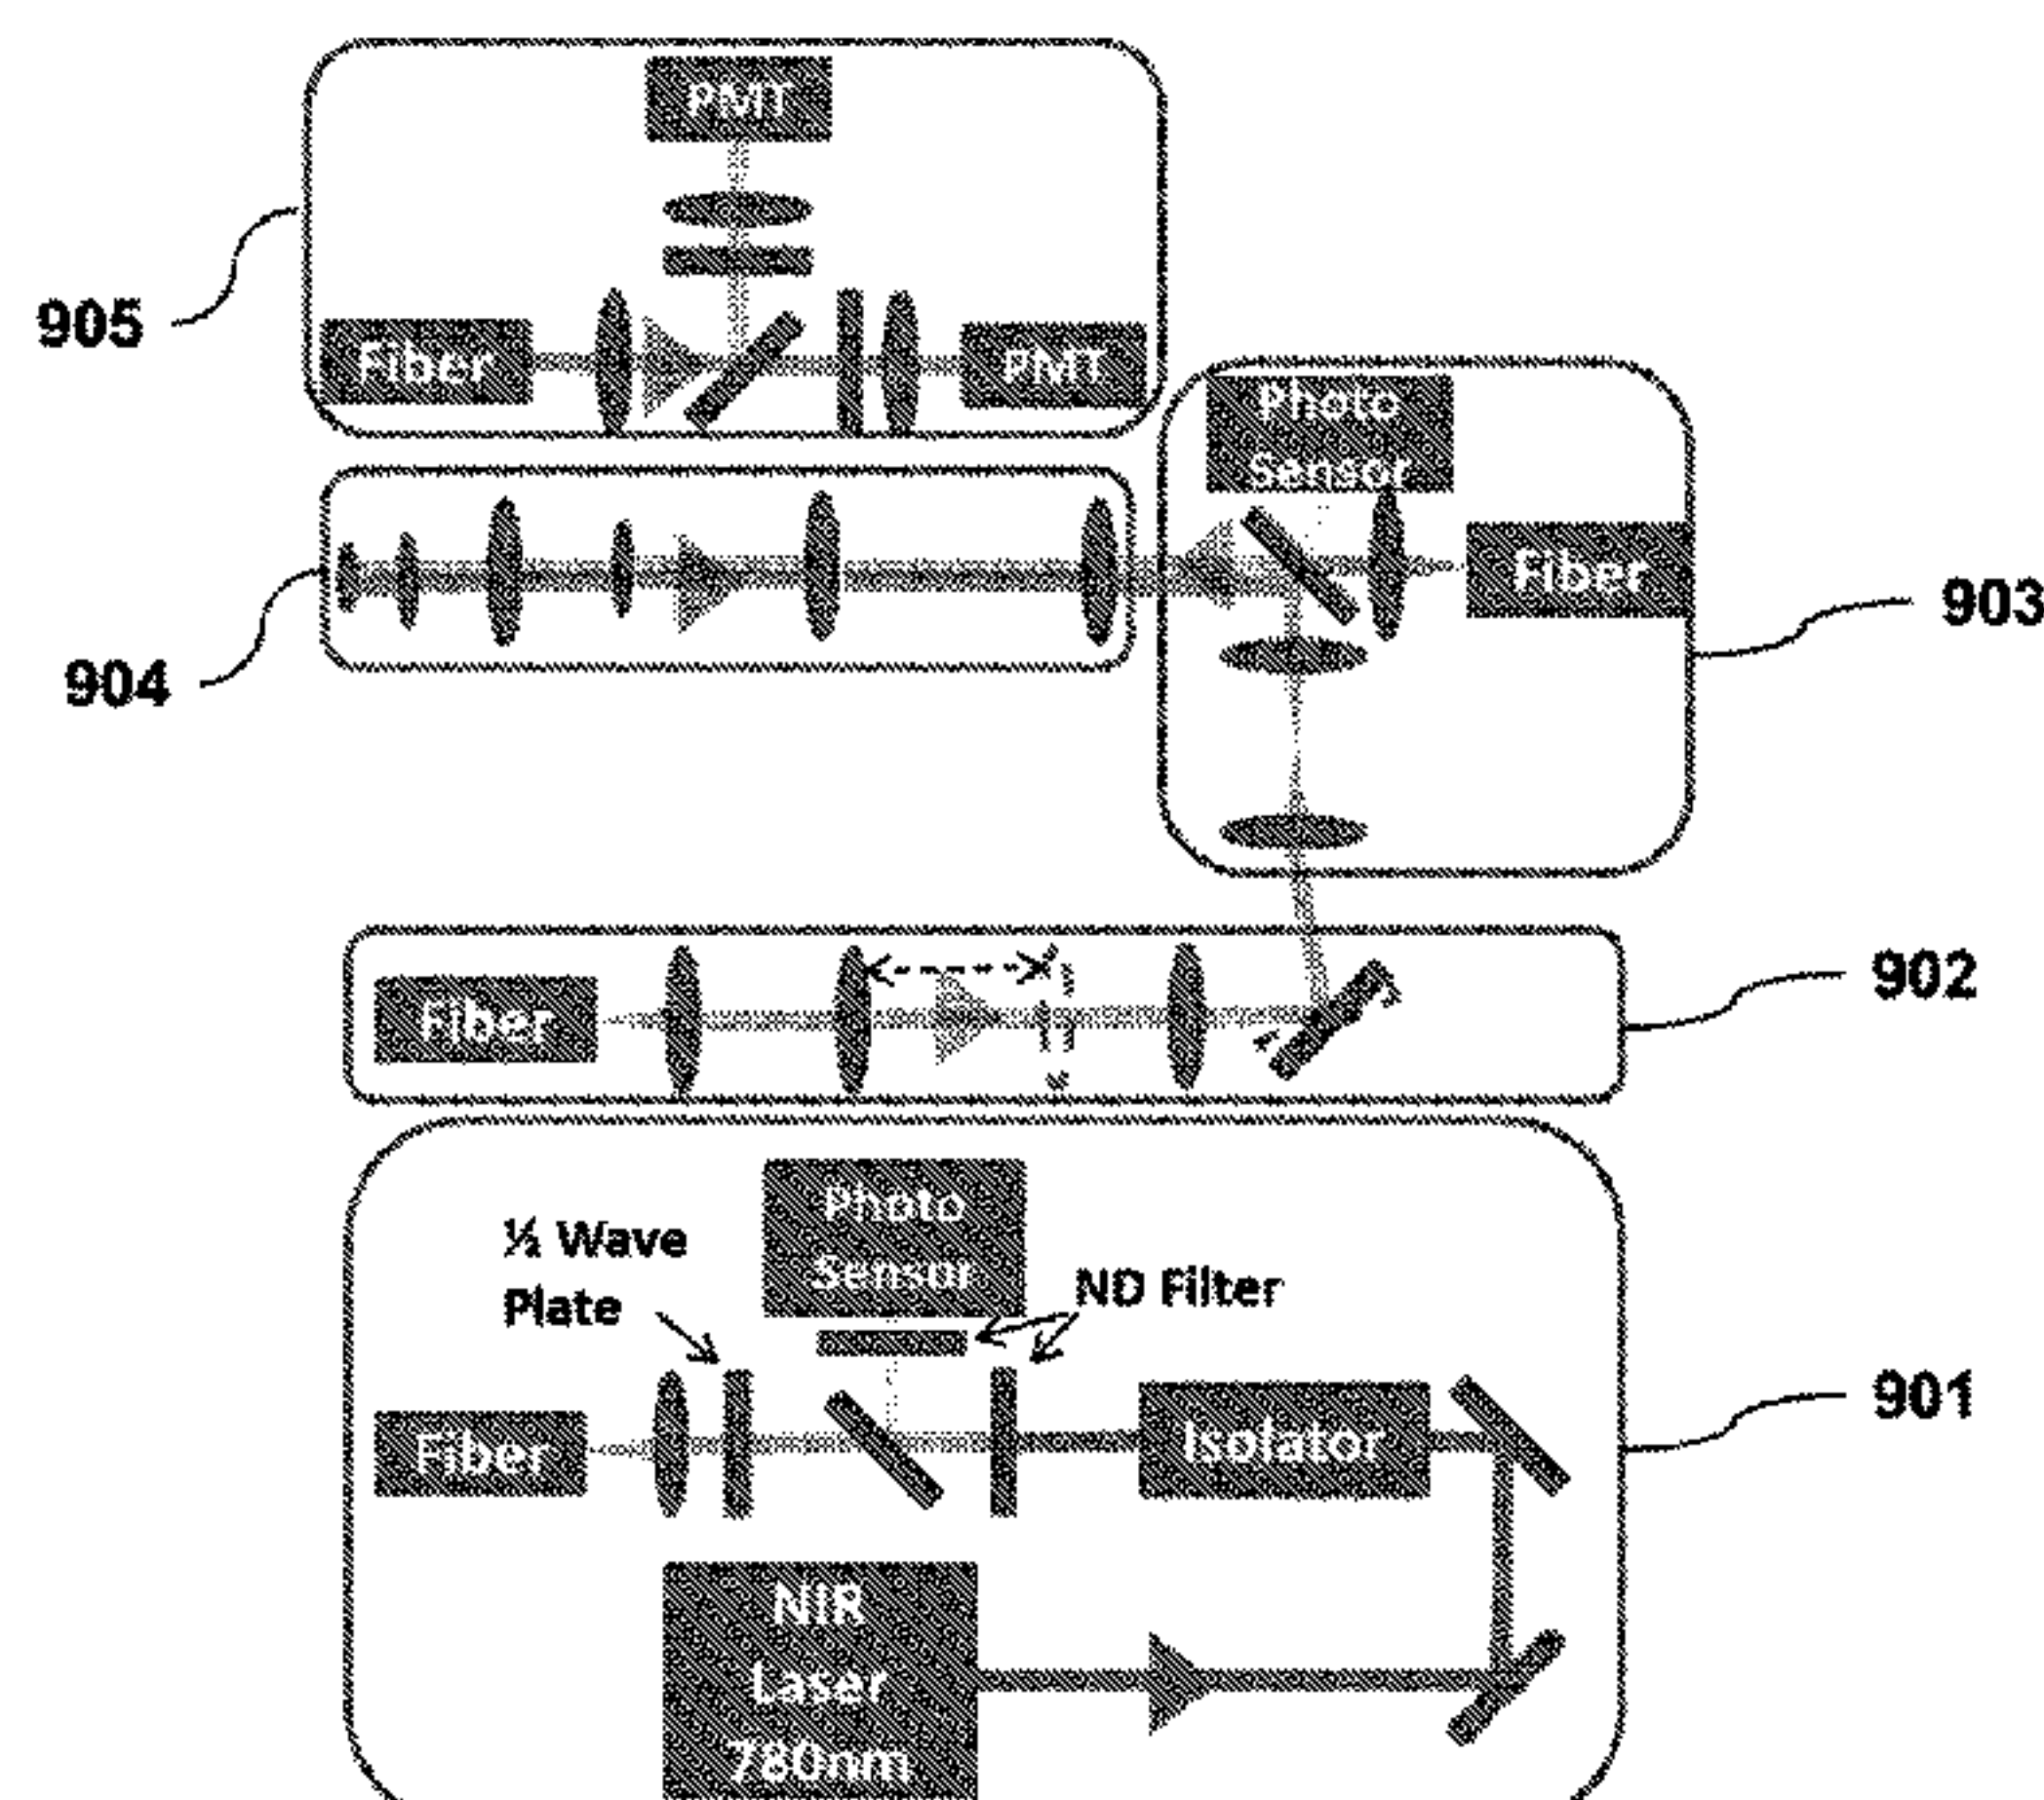 PMT
905
Fiber
PMT
Photo
Sensor
Fiber
903
904
902
Fiber
Photo
Sensor
½ Wave
Plate
ND Filter
901
Fiber
Isolator
NIR
Laser
780nm